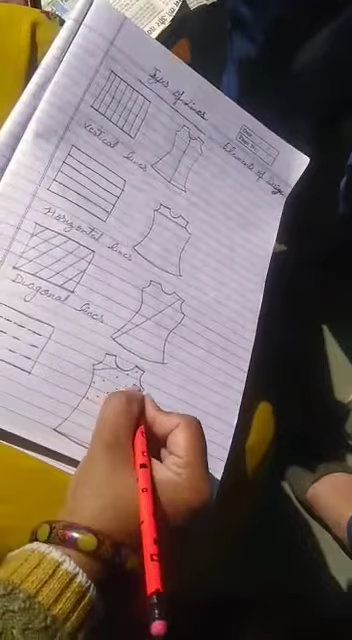 Types of lines
Elements of design
Vertical lines
Horizontal lines
Diagonal lines